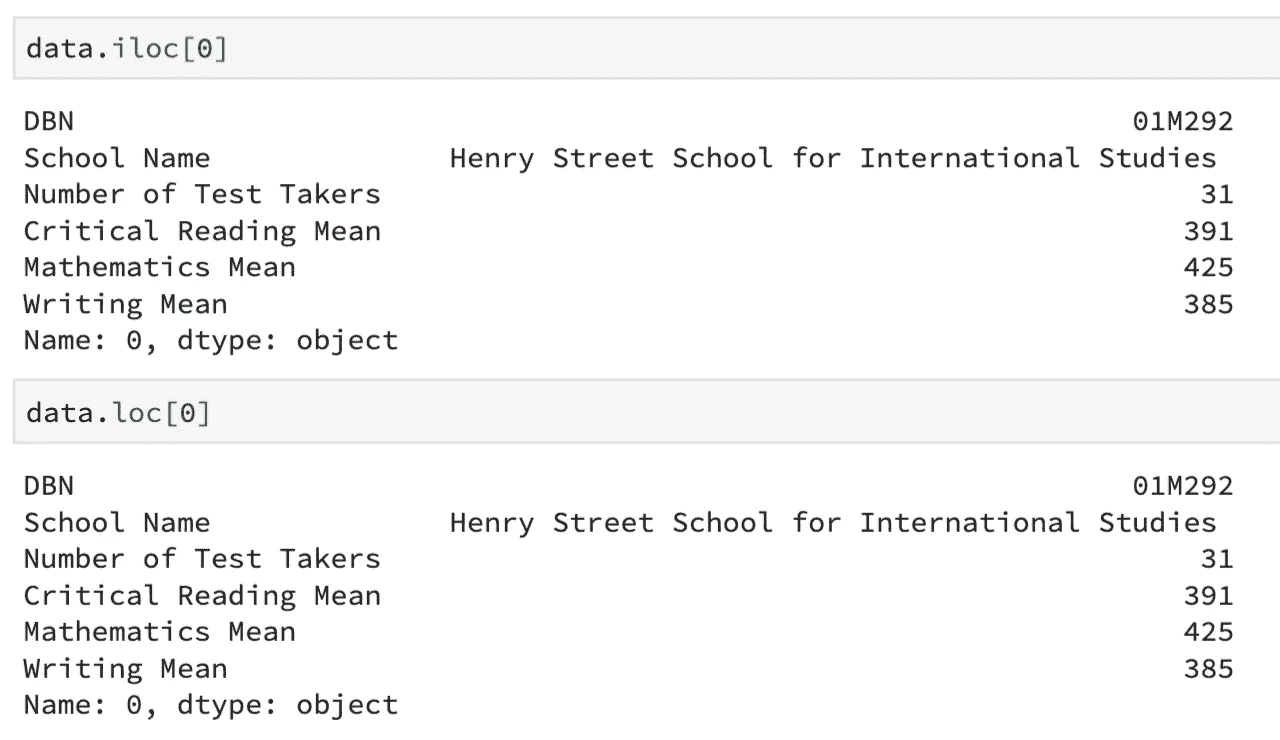 data.iloc[0]
DBN 01M292
School Name Henry Street School for International Studies
Number of Test Takers 31
Critical Reading Mean 391
Mathematics Mean 425
Writing Mean 385
Name: 0, dtype: object
data.loc[0]
DBN 01M292
School Name Henry Street School for International Studies
Number of Test Takers 31
Critical Reading Mean 391
Mathematics Mean 425
Writing Mean 385
Name: 0, dtype: object